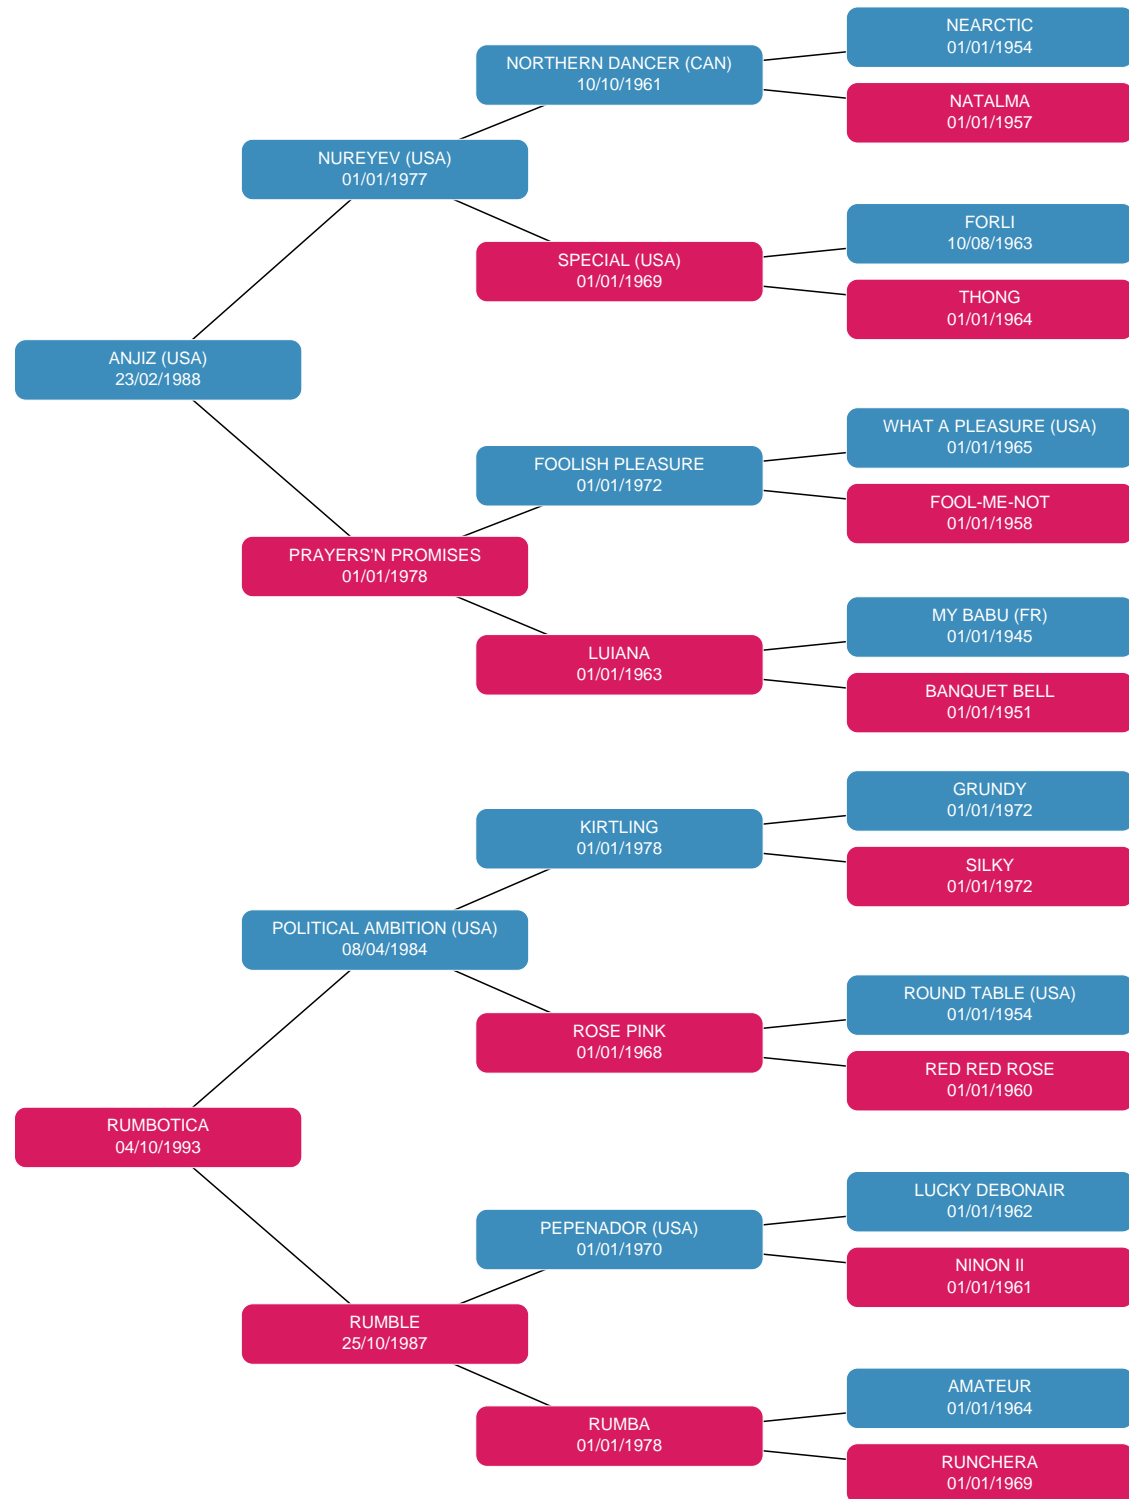 NEARCTIC
01/01/1954
NORTHERN DANCER (CAN)
10/10/1961
NATALMA
01/01/1957
NUREYEV (USA)
01/01/1977
FORLI
10/08/1963
SPECIAL (USA)
01/01/1969
THONG
01/01/1964
ANJIZ (USA)
23/02/1988
WHAT A PLEASURE (USA)
01/01/1965
FOOLISH PLEASURE
01/01/1972
FOOL-ME-NOT
01/01/1958
PRAYERS'N PROMISES
01/01/1978
MY BABU (FR)
01/01/1945
LUIANA
01/01/1963
BANQUET BELL
01/01/1951
GRUNDY
01/01/1972
KIRTLING
01/01/1978
SILKY
01/01/1972
POLITICAL AMBITION (USA)
08/04/1984
ROUND TABLE (USA)
01/01/1954
ROSE PINK
01/01/1968
RED RED ROSE
01/01/1960
RUMBOTICA
04/10/1993
LUCKY DEBONAIR
01/01/1962
PEPENADOR (USA)
01/01/1970
NINON II
01/01/1961
RUMBLE
25/10/1987
AMATEUR
01/01/1964
RUMBA
01/01/1978
RUNCHERA
01/01/1969